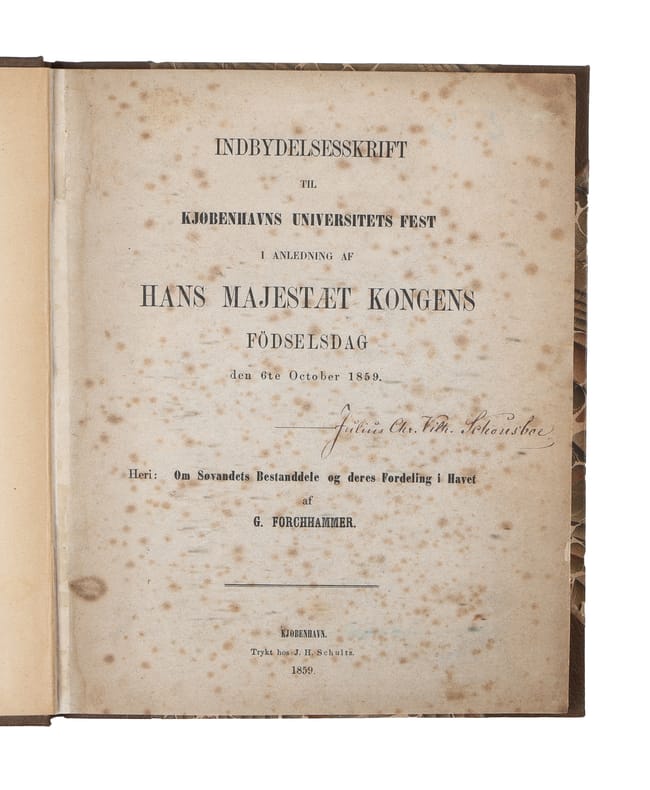 INDBYDELSESSKRIFT
TIL
KJØBENHAVNS UNIVERSITETS FEST
I ANLEDNING AF
HANS MAJESTÆT KONGENS
FÖDSELSDAG
den 6te October 1859.
Julius Chr. Vilh. Schousboe
Heri: Om Søvandets Bestanddele og deres Fordeling i Havet
af
G. FORCHHAMMER.
KJØBENHAVN.
Trykt hos J. H. Schultz.
1859.